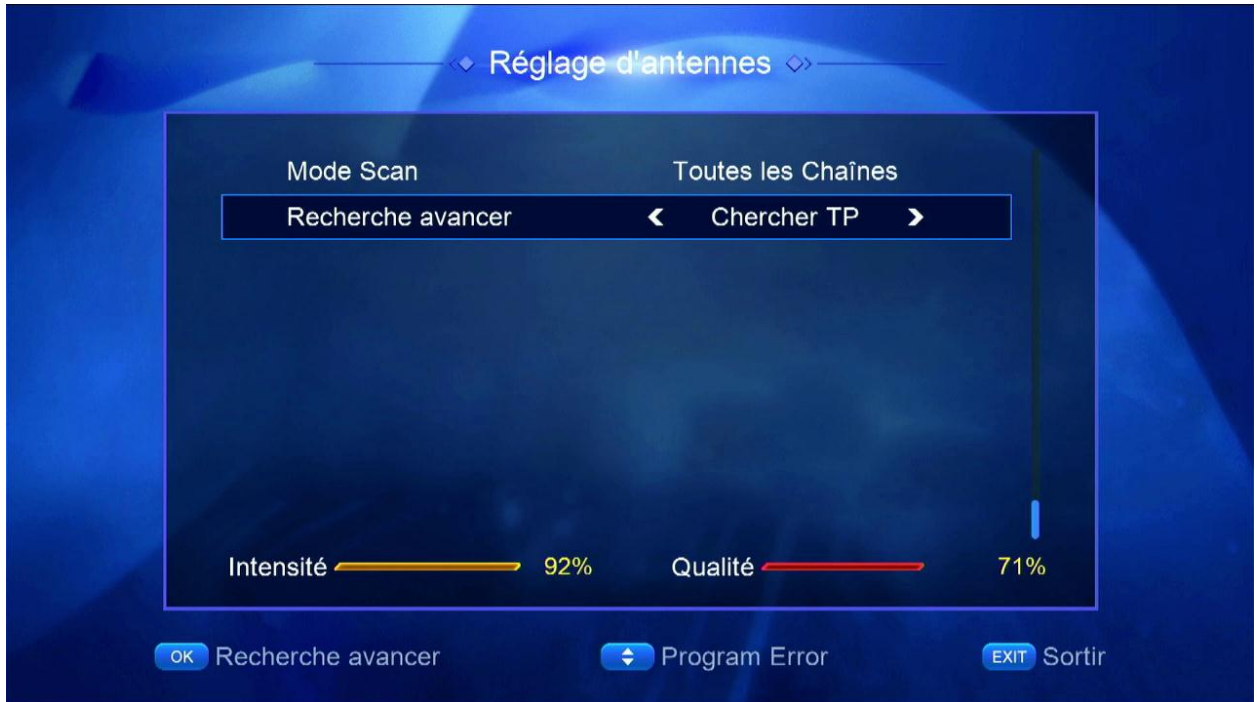 Réglage d'antennes
Mode Scan Toutes les Chaînes
Recherche avancer Chercher TP
Intensité 92% Qualité 71%
OK Recherche avancer Program Error EXIT Sortir